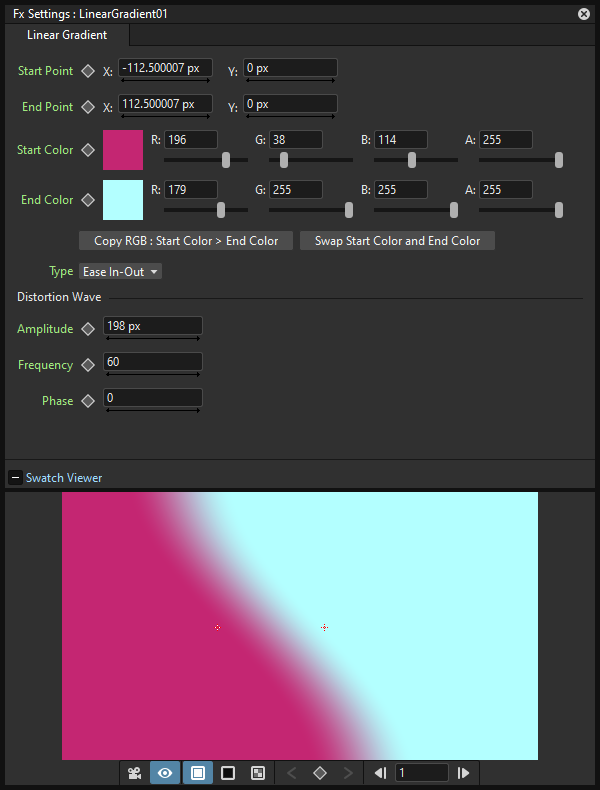 Fx Settings : LinearGradient01
Linear Gradient
Start Point X: -112.500007 px Y: 0 px
End Point X: 112.500007 px Y: 0 px
Start Color R: 196 G: 38 B: 114 A: 255
End Color R: 179 G: 255 B: 255 A: 255
Copy RGB : Start Color > End Color Swap Start Color and End Color
Type Ease In-Out
Distortion Wave
Amplitude 198 px
Frequency 60
Phase 0
Swatch Viewer
1